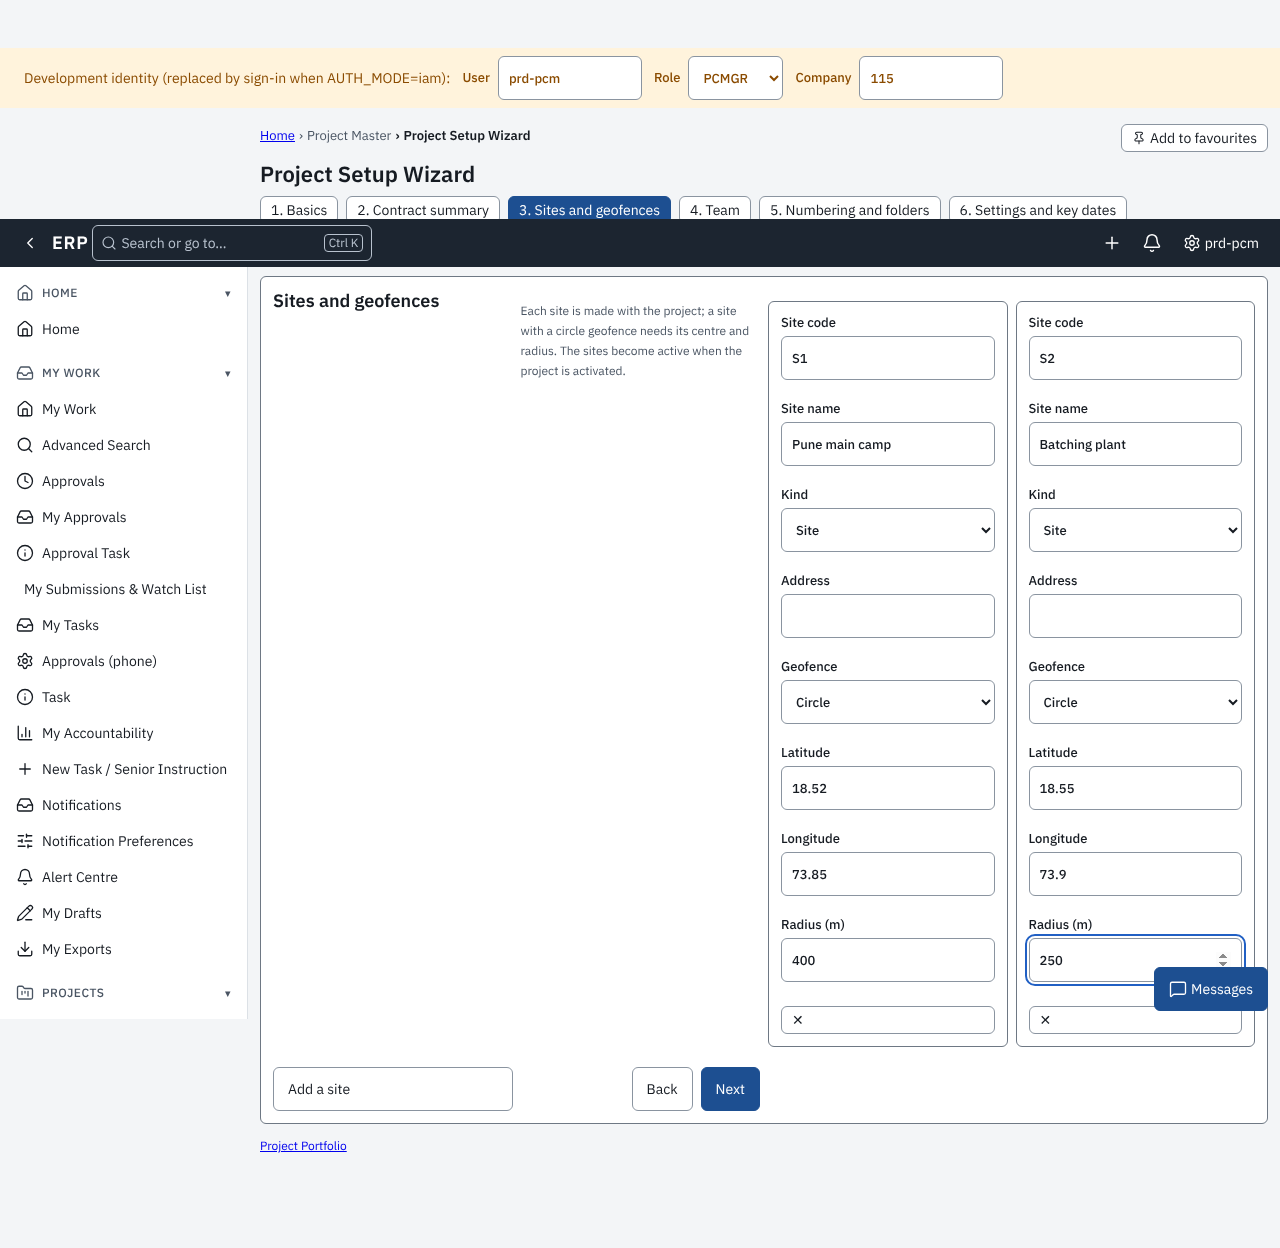 Development identity (replaced by sign-in when AUTH_MODE=iam): User prd-pcm Role PCMGR Company 115
Home › Project Master › Project Setup Wizard
Add to favourites
Project Setup Wizard
1. Basics 2. Contract summary 3. Sites and geofences 4. Team 5. Numbering and folders 6. Settings and key dates
ERP Search or go to... Ctrl K prd-pcm
HOME
Home
MY WORK
My Work
Advanced Search
Approvals
My Approvals
Approval Task
My Submissions & Watch List
My Tasks
Approvals (phone)
Task
My Accountability
New Task / Senior Instruction
Notifications
Notification Preferences
Alert Centre
My Drafts
My Exports
PROJECTS
Sites and geofences
Each site is made with the project; a site
with a circle geofence needs its centre and
radius. The sites become active when the
project is activated.
Site code
S1
Site name
Pune main camp
Kind
Site
Address
Geofence
Circle
Latitude
18.52
Longitude
73.85
Radius (m)
400
✕
Site code
S2
Site name
Batching plant
Kind
Site
Address
Geofence
Circle
Latitude
18.55
Longitude
73.9
Radius (m)
250
✕
Messages
Add a site
Back Next
Project Portfolio